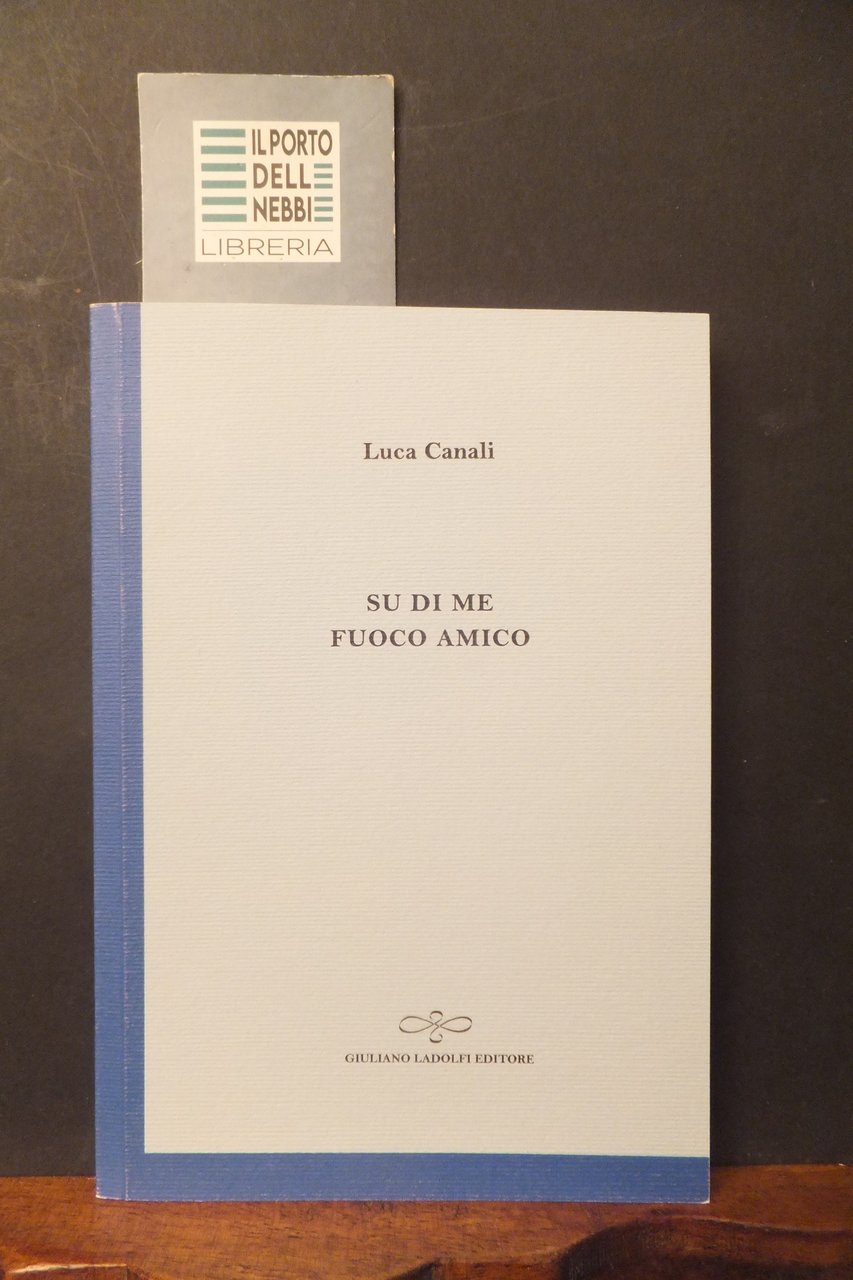 IL PORTO
DELL
NEBBI
LIBRERIA
Luca Canali
SU DI ME
FUOCO AMICO
GIULIANO LADOLFI EDITORE